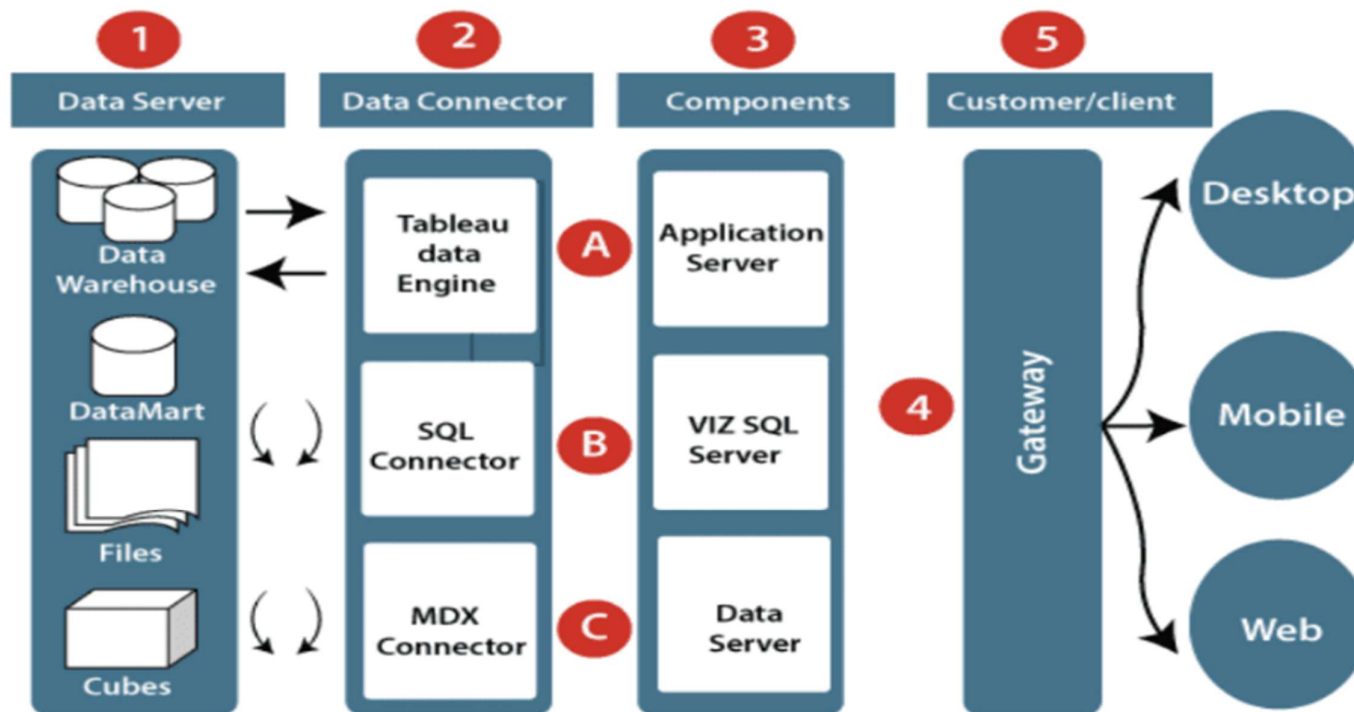 1
2
3
5
Data Server
Data Connector
Components
Customer/client
Data
Warehouse
DataMart
Files
Cubes
Tableau
data
Engine
SQL
Connector
MDX
Connector
A
B
C
Application
Server
VIZ SQL
Server
Data
Server
4
Gateway
Desktop
Mobile
Web